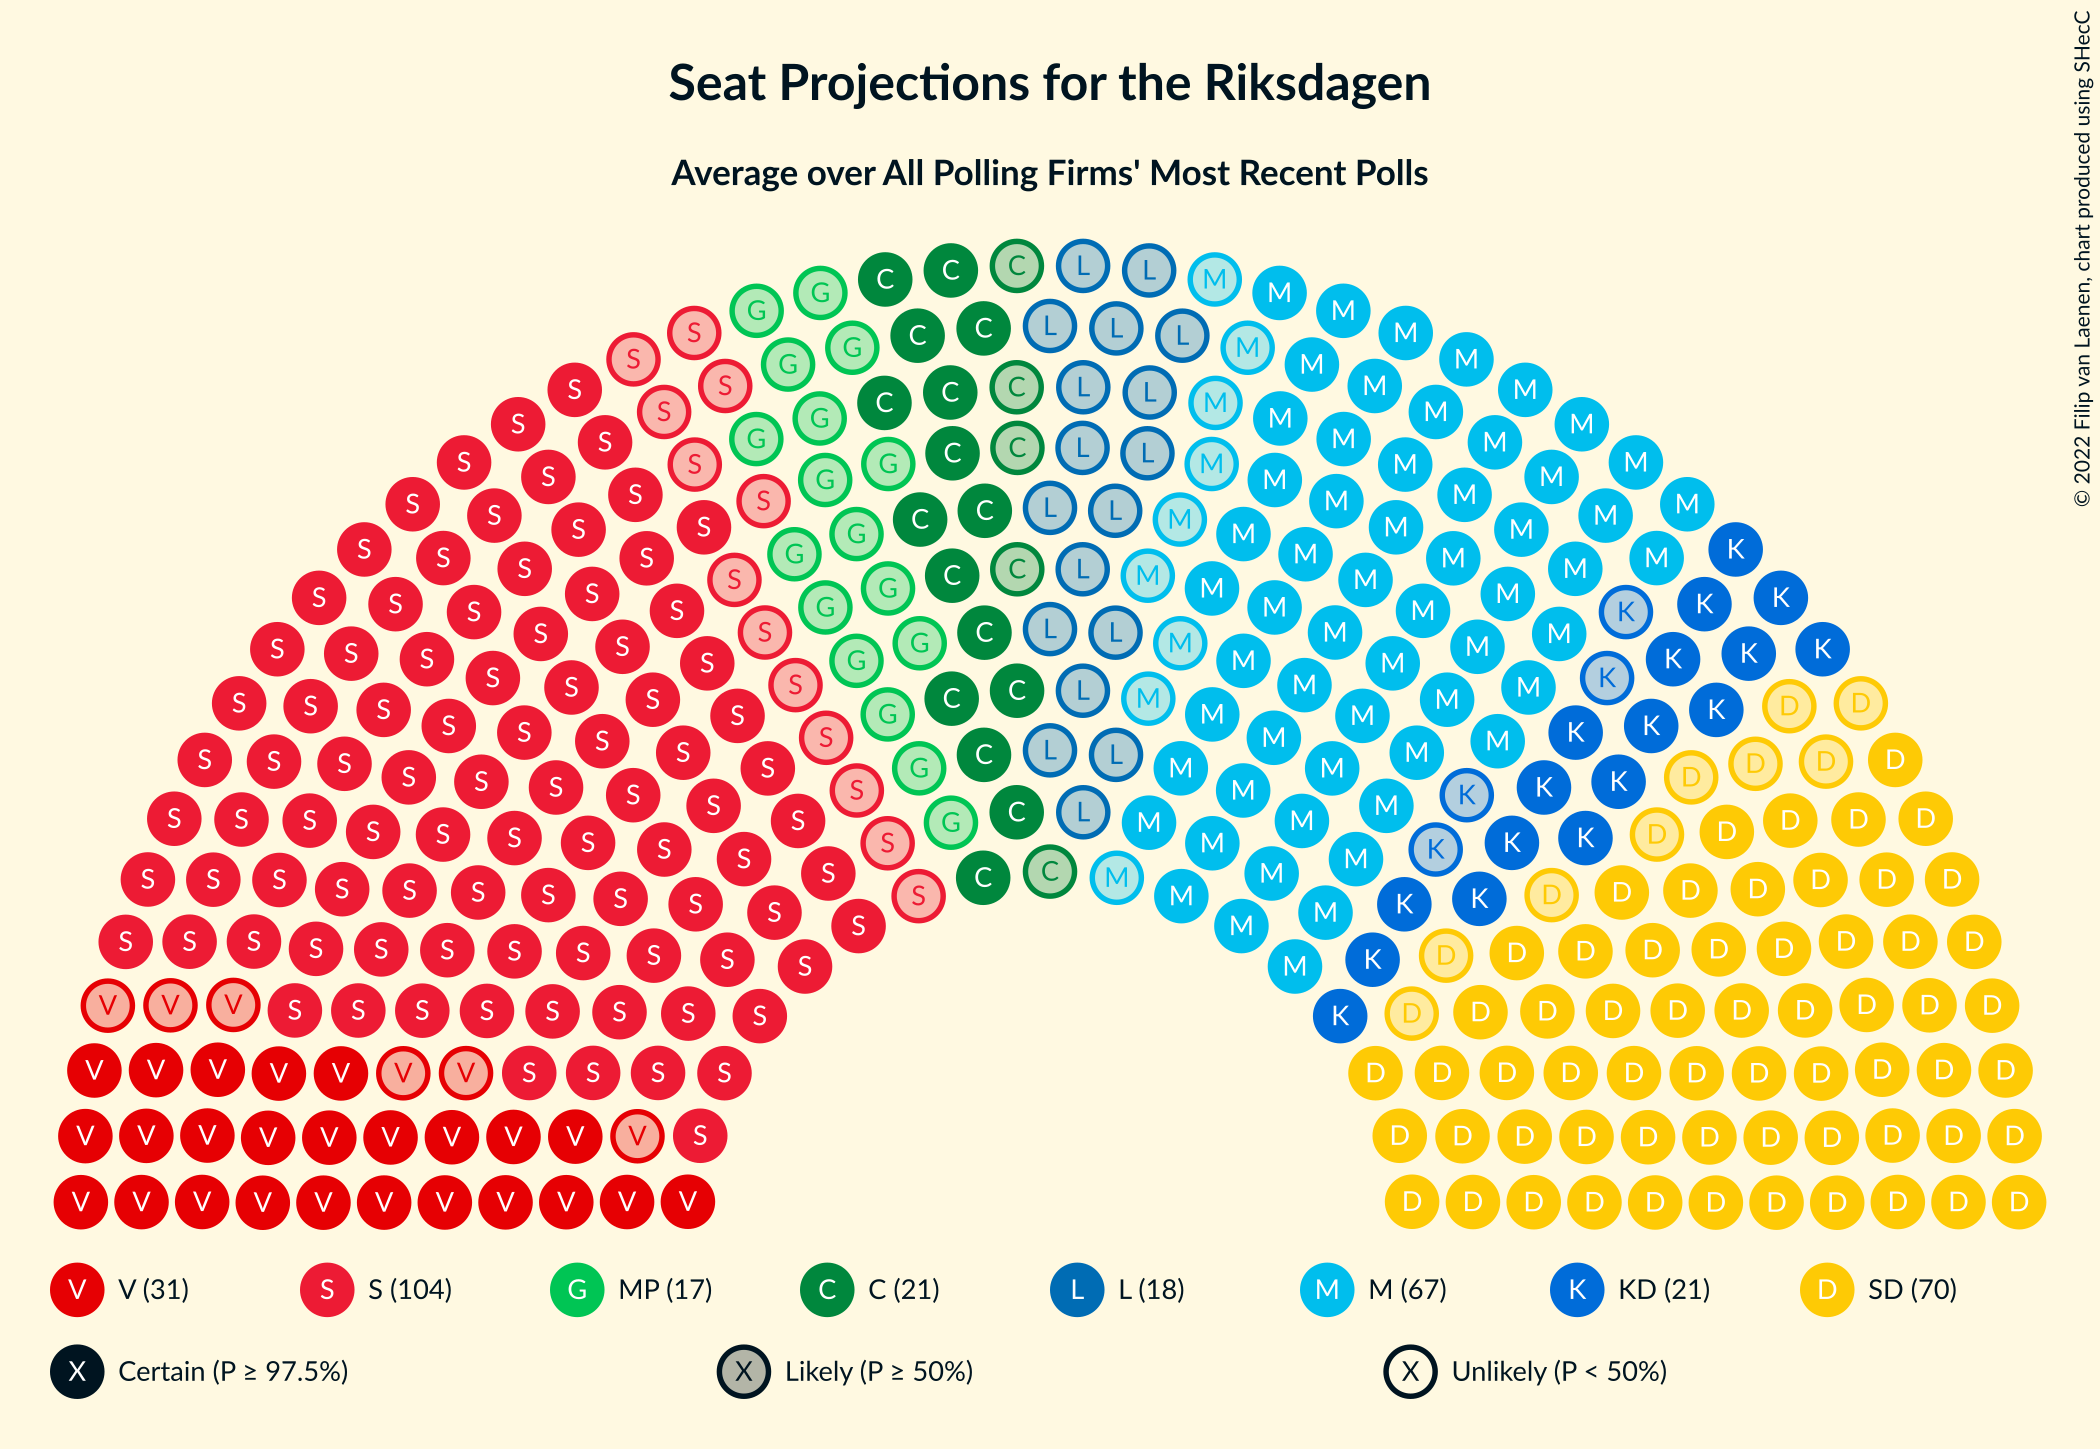 Seat Projections for the Riksdagen
Average over All Polling Firms' Most Recent Polls
© 2022 Filip van Laenen, chart produced using SHecC
V V (31) S S (104) G MP (17) C C (21) L L (18) M M (67) K KD (21) D SD (70)
X Certain (P ≥ 97.5%) X Likely (P ≥ 50%) X Unlikely (P < 50%)